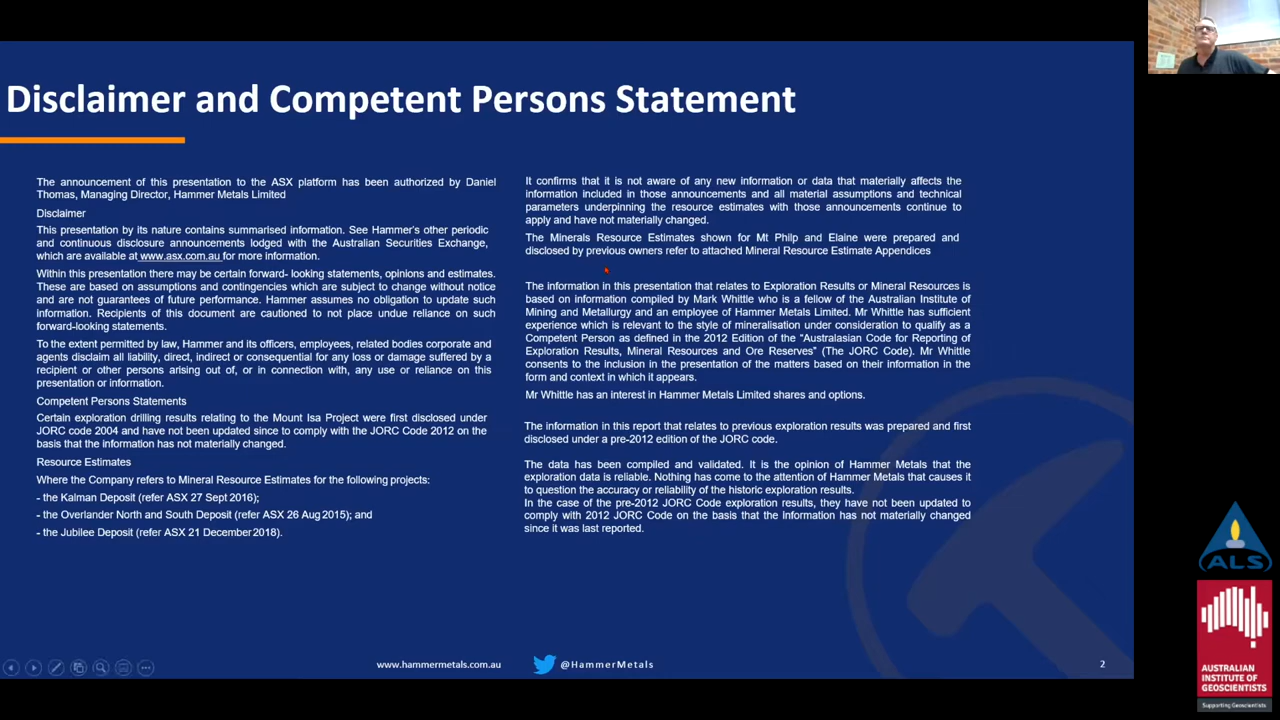 Disclaimer and Competent Persons Statement
The announcement of this presentation to the ASX platform has been authorized by Daniel
Thomas, Managing Director, Hammer Metals Limited
Disclaimer
This presentation by its nature contains summarised information. See Hammer's other periodic
and continuous disclosure announcements lodged with the Australian Securities Exchange,
which are available at www.asx.com.au for more information.
Within this presentation there may be certain forward- looking statements, opinions and estimates.
These are based on assumptions and contingencies which are subject to change without notice
and are not guarantees of future performance. Hammer assumes no obligation to update such
information. Recipients of this document are cautioned to not place undue reliance on such
forward-looking statements.
To the extent permitted by law, Hammer and its officers, employees, related bodies corporate and
agents disclaim all liability, direct, indirect or consequential for any loss or damage suffered by a
recipient or other persons arising out of, or in connection with, any use or reliance on this
presentation or information.
Competent Persons Statements
Certain exploration drilling results relating to the Mount Isa Project were first disclosed under
JORC code 2004 and have not been updated since to comply with the JORC Code 2012 on the
basis that the information has not materially changed.
Resource Estimates
Where the Company refers to Mineral Resource Estimates for the following projects:
- the Kalman Deposit (refer ASX 27 Sept 2016);
- the Overlander North and South Deposit (refer ASX 26 Aug 2015); and
- the Jubilee Deposit (refer ASX 21 December 2018).
It confirms that it is not aware of any new information or data that materially affects the
information included in those announcements and all material assumptions and technical
parameters underpinning the resource estimates with those announcements continue to
apply and have not materially changed.
The Minerals Resource Estimates shown for Mt Philp and Elaine were prepared and
disclosed by previous owners refer to attached Mineral Resource Estimate Appendices
The information in this presentation that relates to Exploration Results or Mineral Resources is
based on information compiled by Mark Whittle who is a fellow of the Australian Institute of
Mining and Metallurgy and an employee of Hammer Metals Limited. Mr Whittle has sufficient
experience which is relevant to the style of mineralisation under consideration to qualify as a
Competent Person as defined in the 2012 Edition of the "Australasian Code for Reporting of
Exploration Results, Mineral Resources and Ore Reserves" (The JORC Code). Mr Whittle
consents to the inclusion in the presentation of the matters based on their information in the
form and context in which it appears.
Mr Whittle has an interest in Hammer Metals Limited shares and options.
The information in this report that relates to previous exploration results was prepared and first
disclosed under a pre-2012 edition of the JORC code.
The data has been compiled and validated. It is the opinion of Hammer Metals that the
exploration data is reliable. Nothing has come to the attention of Hammer Metals that causes it
to question the accuracy or reliability of the historic exploration results.
In the case of the pre-2012 JORC Code exploration results, they have not been updated to
comply with 2012 JORC Code on the basis that the information has not materially changed
since it was last reported.
www.hammermetals.com.au
@HammerMetals
2
ALS
AUSTRALIAN
INSTITUTE OF
GEOSCIENTISTS
Supporting Geoscientists